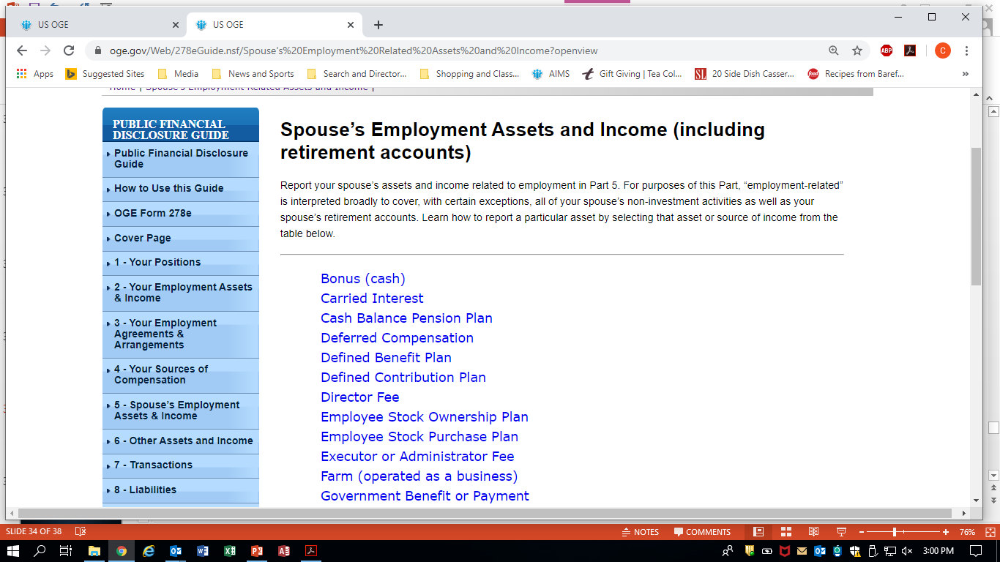 US OGE
US OGE
oge.gov/Web/278eGuide.nsf/Spouse's%20Employment%20Related%20Assets%20and%20Income?openview
ABP
C
Apps
Suggested Sites
Media
News and Sports
Search and Director...
Shopping and Class...
AIMS
Gift Giving | Tea Col...
SL
20 Side Dish Casser...
food
Recipes from Baref...
»
Home | Spouse's Employment Related Assets and Income |
PUBLIC FINANCIAL
DISCLOSURE GUIDE
Public Financial Disclosure
Guide
How to Use this Guide
OGE Form 278e
Cover Page
1 - Your Positions
2 - Your Employment Assets
& Income
3 - Your Employment
Agreements &
Arrangements
4 - Your Sources of
Compensation
5 - Spouse's Employment
Assets & Income
6 - Other Assets and Income
7 - Transactions
8 - Liabilities
Spouse’s Employment Assets and Income (including
retirement accounts)
Report your spouse’s assets and income related to employment in Part 5. For purposes of this Part, “employment-related”
is interpreted broadly to cover, with certain exceptions, all of your spouse’s non-investment activities as well as your
spouse’s retirement accounts. Learn how to report a particular asset by selecting that asset or source of income from the
table below.
Bonus (cash)
Carried Interest
Cash Balance Pension Plan
Deferred Compensation
Defined Benefit Plan
Defined Contribution Plan
Director Fee
Employee Stock Ownership Plan
Employee Stock Purchase Plan
Executor or Administrator Fee
Farm (operated as a business)
Government Benefit or Payment
SLIDE 34 OF 38
NOTES
COMMENTS
76%
3:00 PM